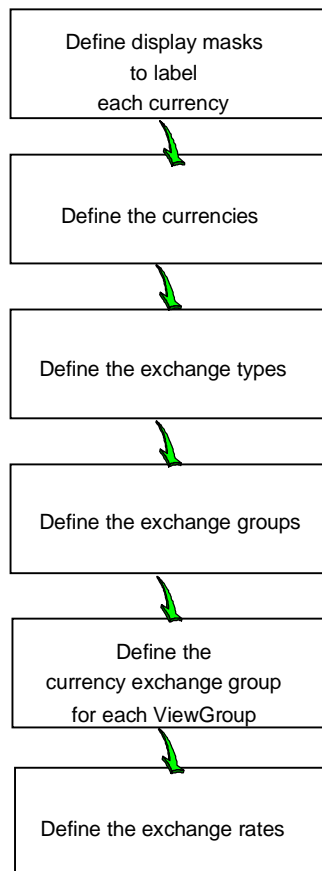 Define display masks
to label
each currency
Define the currencies
Define the exchange types
Define the exchange groups
Define the
currency exchange group
for each ViewGroup
Define the exchange rates